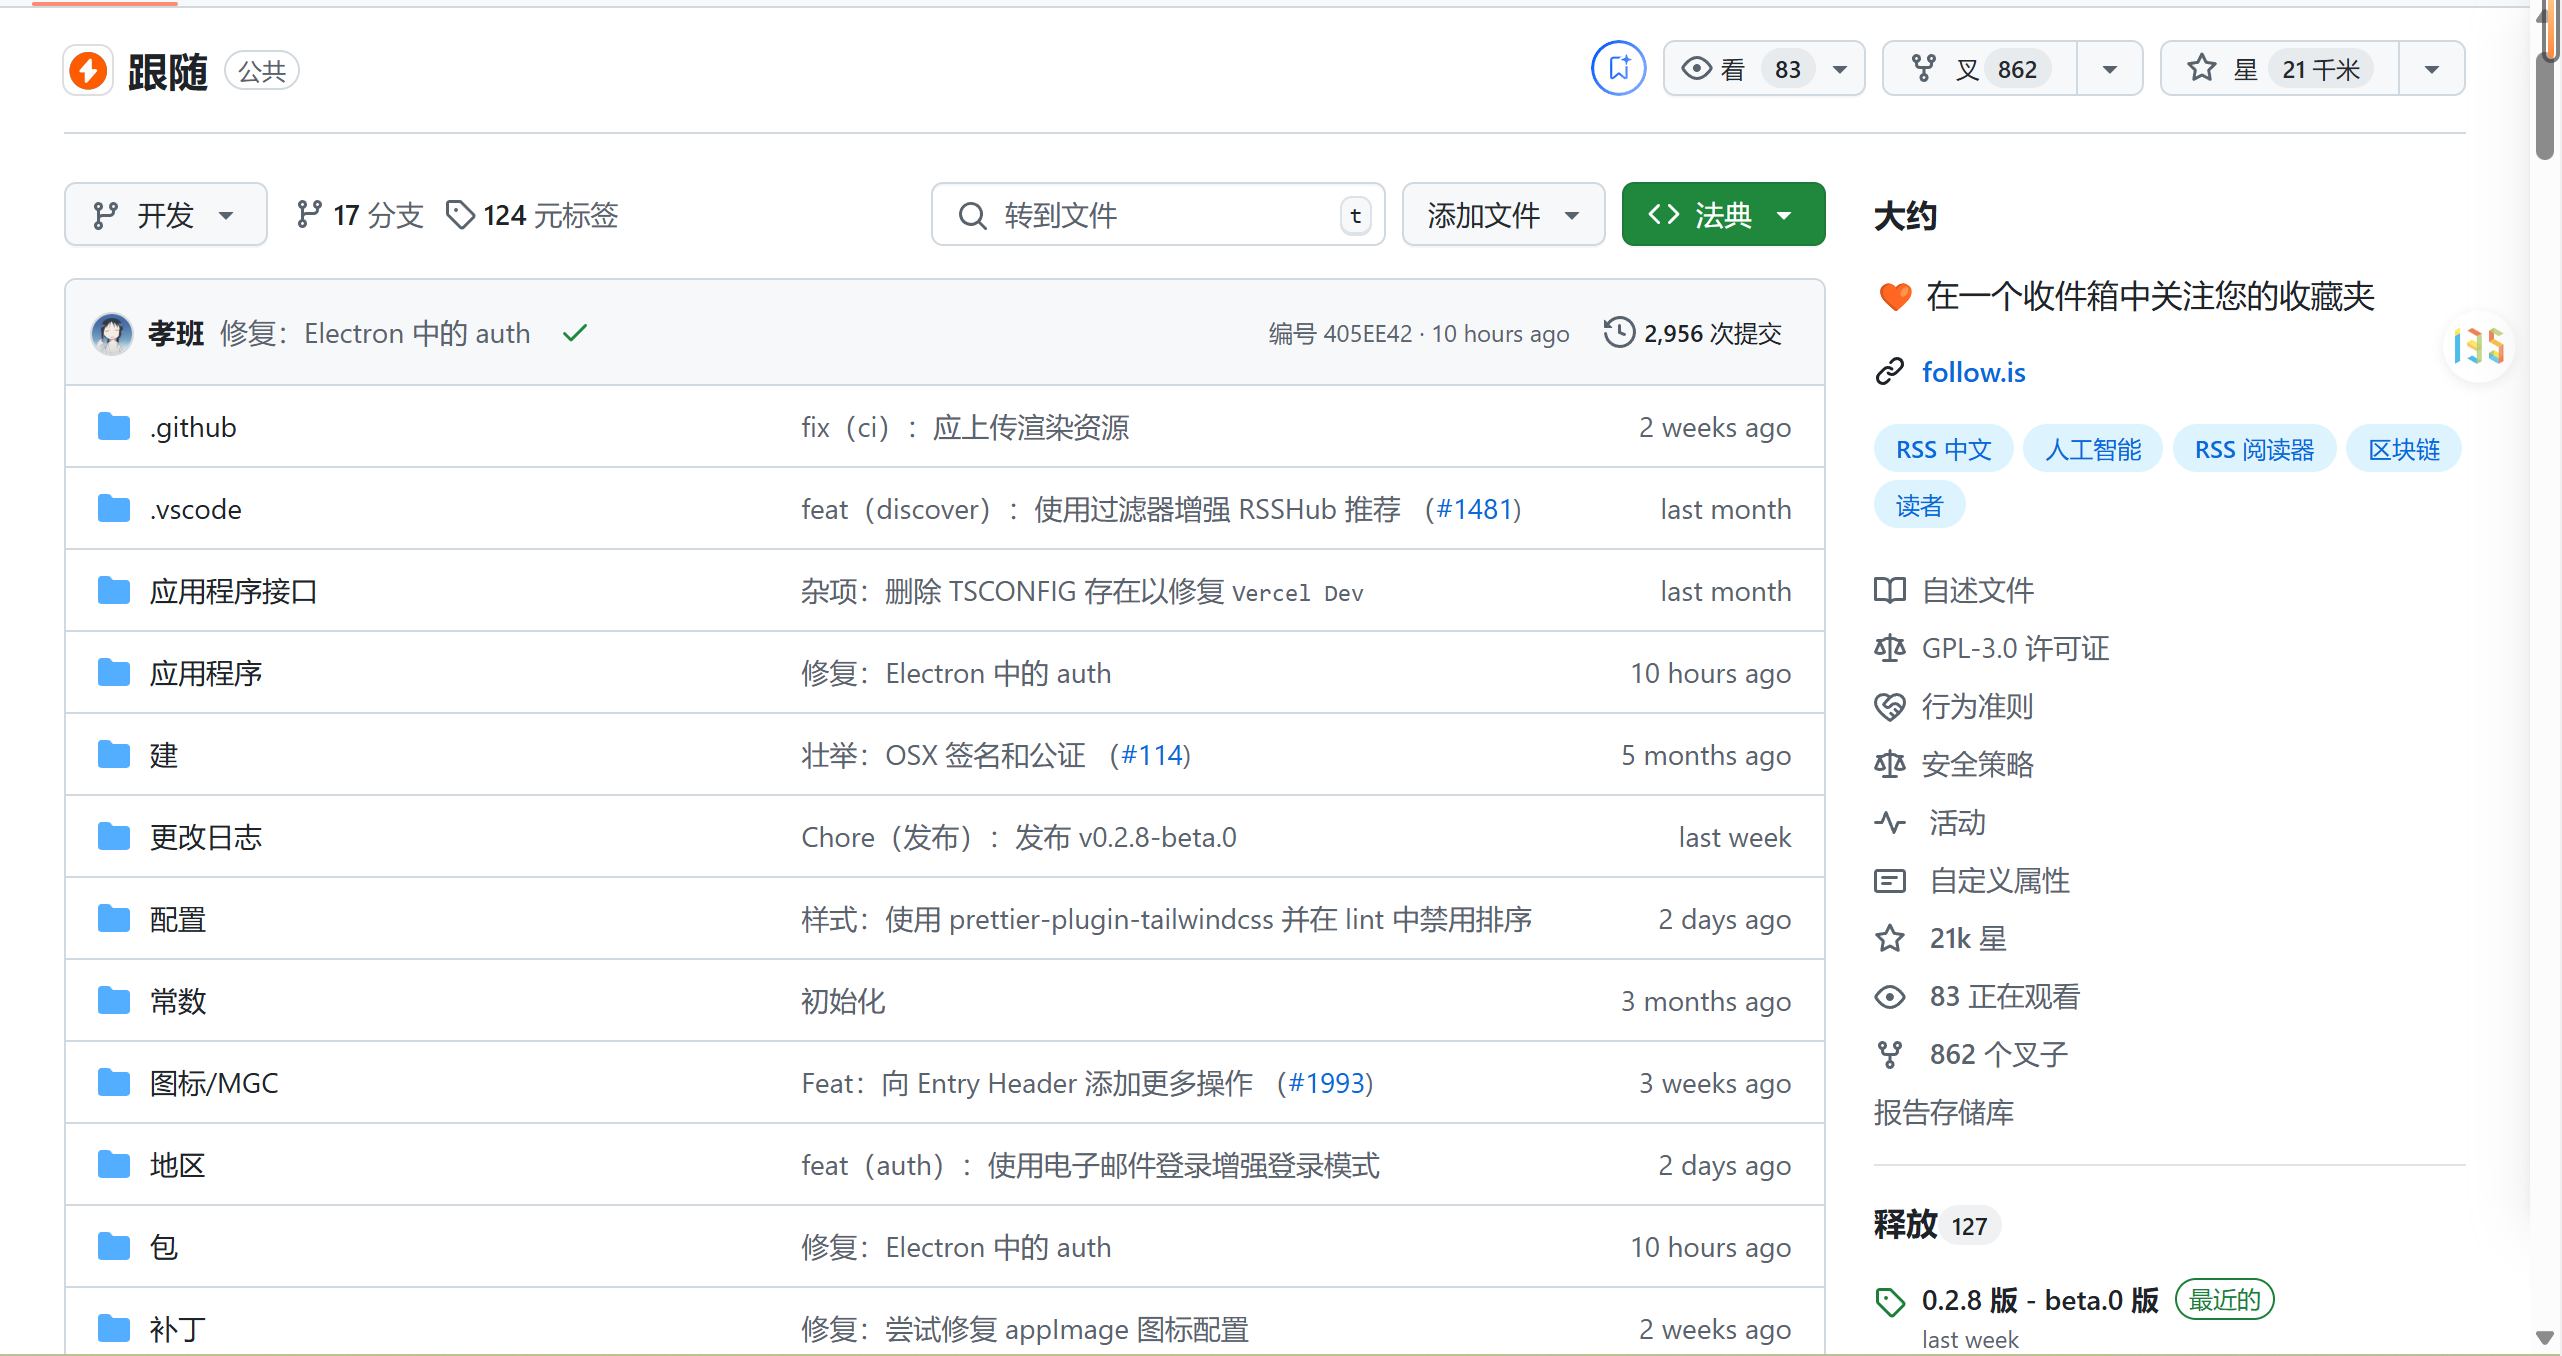 跟随 公共 看 83 叉 862 星 21 千米
开发 17 分支 124 元标签 转到文件 t 添加文件 法典
孝班 修复：Electron 中的 auth 编号 405EE42 · 10 hours ago 2,956 次提交
.github fix（ci）：应上传渲染资源 2 weeks ago
.vscode feat（discover）：使用过滤器增强 RSSHub 推荐 （#1481) last month
应用程序接口 杂项：删除 TSCONFIG 存在以修复 Vercel Dev last month
应用程序 修复：Electron 中的 auth 10 hours ago
建 壮举：OSX 签名和公证 （#114) 5 months ago
更改日志 Chore（发布）：发布 v0.2.8-beta.0 last week
配置 样式：使用 prettier-plugin-tailwindcss 并在 lint 中禁用排序 2 days ago
常数 初始化 3 months ago
图标/MGC Feat：向 Entry Header 添加更多操作 （#1993) 3 weeks ago
地区 feat（auth）：使用电子邮件登录增强登录模式 2 days ago
包 修复：Electron 中的 auth 10 hours ago
补丁 修复：尝试修复 appImage 图标配置 2 weeks ago
大约
在一个收件箱中关注您的收藏夹
135
follow.is
RSS 中文 人工智能 RSS 阅读器 区块链
读者
自述文件
GPL-3.0 许可证
行为准则
安全策略
活动
自定义属性
21k 星
83 正在观看
862 个叉子
报告存储库
释放 127
0.2.8 版 - beta.0 版 最近的
last week